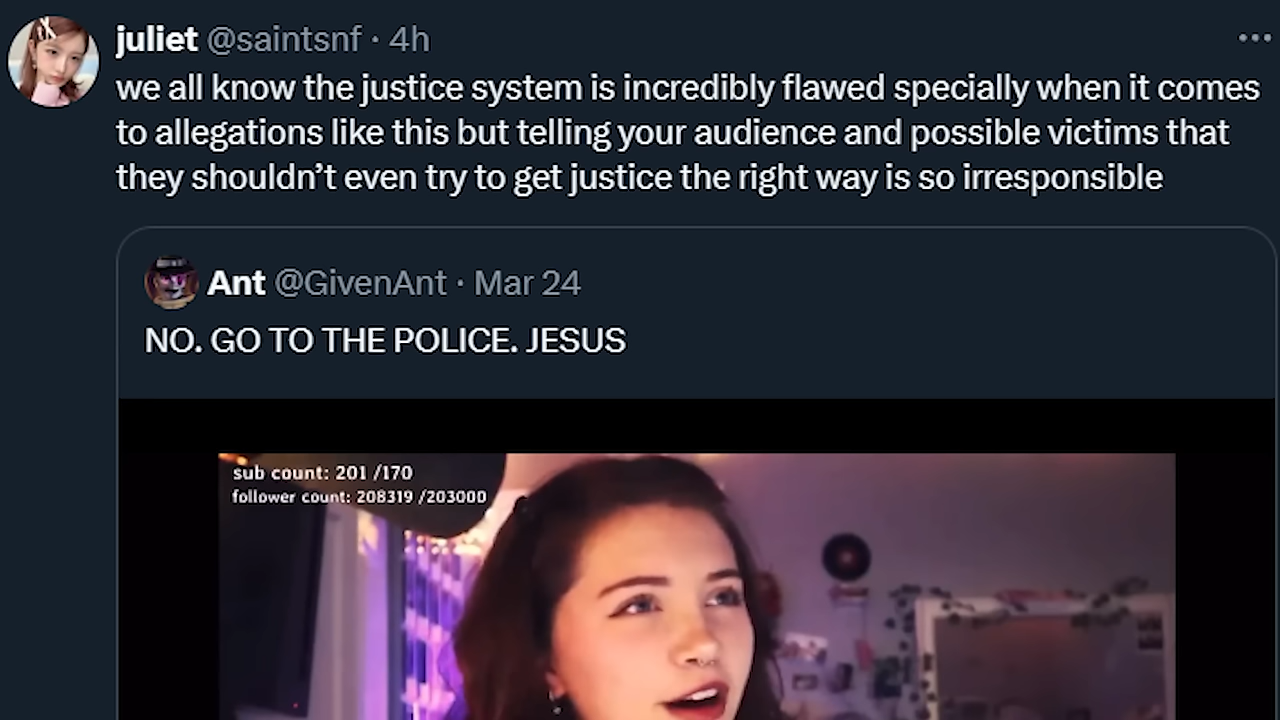 juliet @saintsnf · 4h
we all know the justice system is incredibly flawed specially when it comes
to allegations like this but telling your audience and possible victims that
they shouldn’t even try to get justice the right way is so irresponsible
Ant @GivenAnt · Mar 24
NO. GO TO THE POLICE. JESUS
sub count: 201 /170
follower count: 208319 /203000